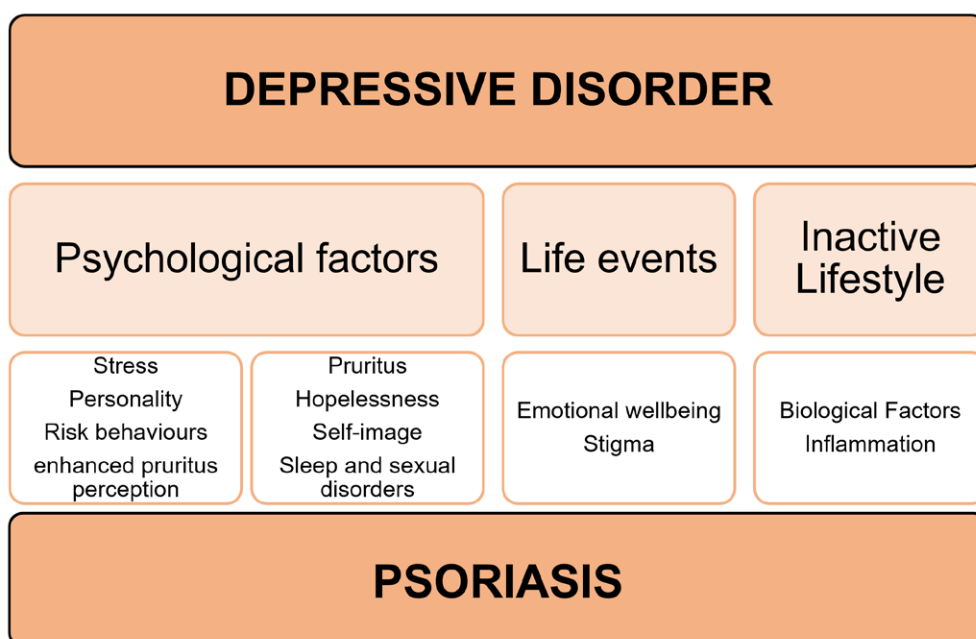 DEPRESSIVE DISORDER
Psychological factors
Life events
Inactive
Lifestyle
Stress
Personality
Risk behaviours
enhanced pruritus
perception
Pruritus
Hopelessness
Self-image
Sleep and sexual
disorders
Emotional wellbeing
Stigma
Biological Factors
Inflammation
PSORIASIS